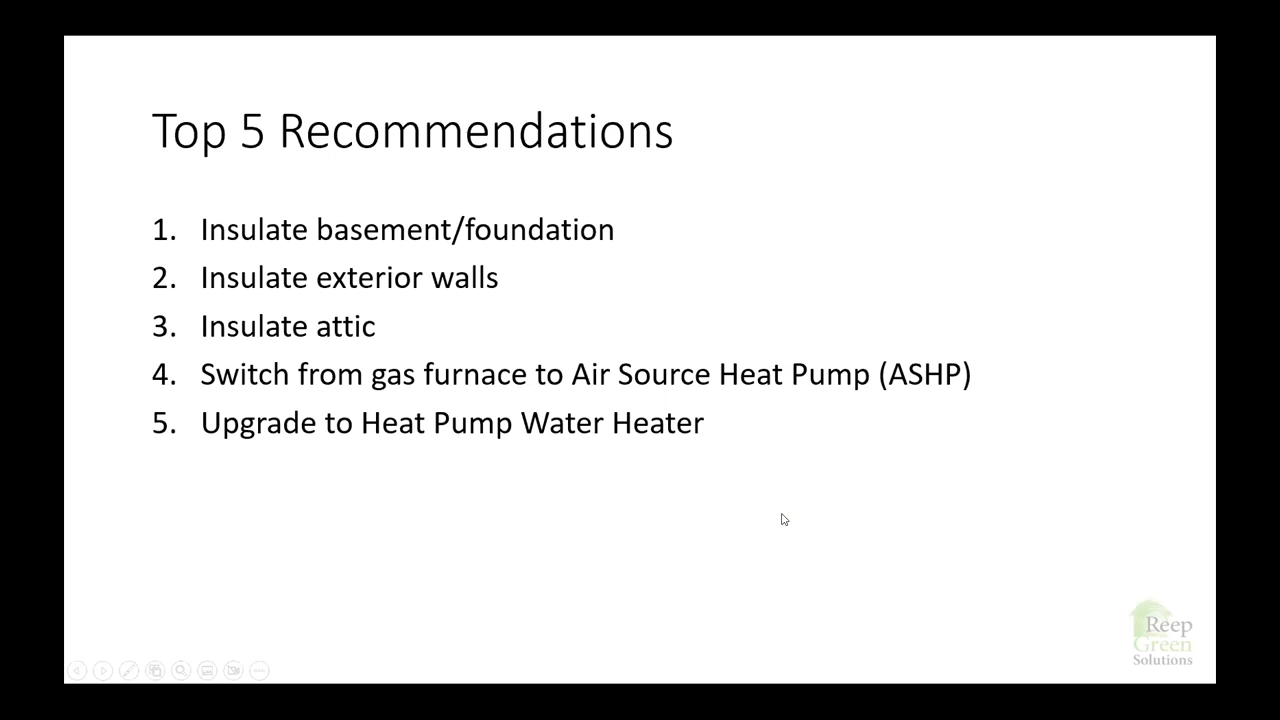 Top 5 Recommendations
1. Insulate basement/foundation
2. Insulate exterior walls
3. Insulate attic
4. Switch from gas furnace to Air Source Heat Pump (ASHP)
5. Upgrade to Heat Pump Water Heater
Reep
Green
Solutions